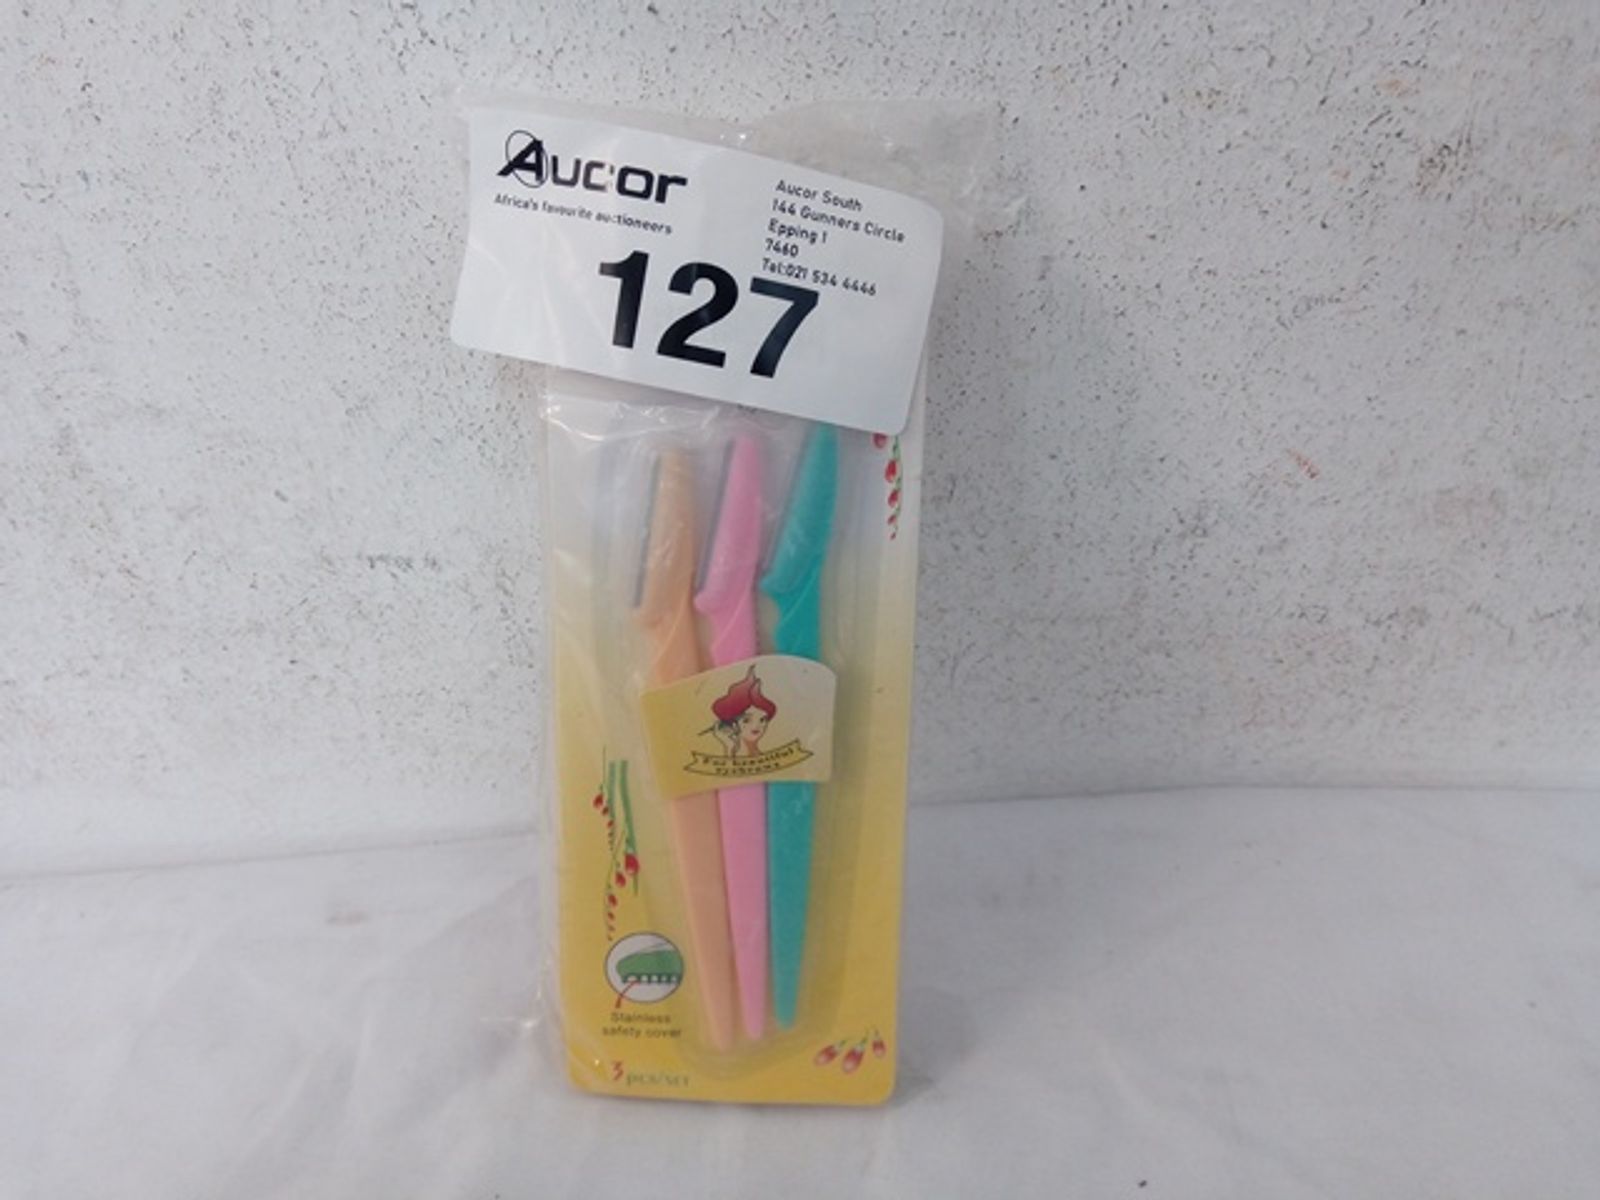 Aucor
Africa's favourite auctioneers
Aucor South
144 Gunners Circle
Epping 1
7460
Tel:021 534 4446
127
For beautiful
eyebrows
Stainless
safety cover
3 pcs/set